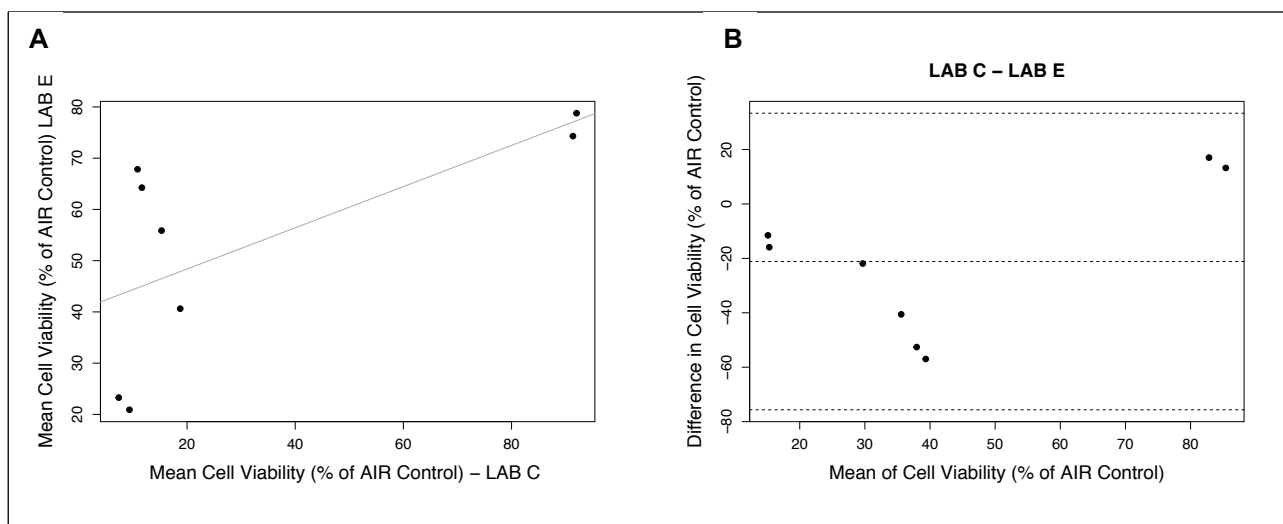 A
Mean Cell Viability (% of AIR Control) LAB E
80
70
60
50
40
30
20
20 40 60 80
Mean Cell Viability (% of AIR Control) – LAB C
B
LAB C – LAB E
Difference in Cell Viability (% of AIR Control)
20
0
−20
−40
−60
−80
20 30 40 50 60 70 80
Mean of Cell Viability (% of AIR Control)